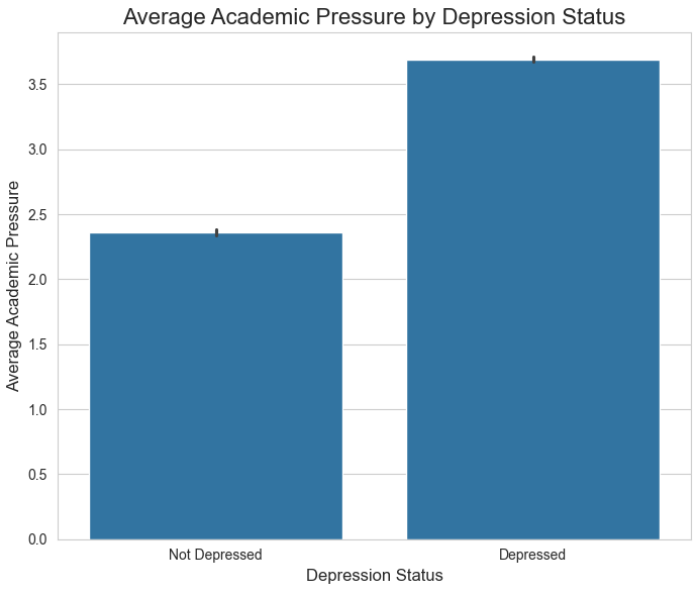 Average Academic Pressure by Depression Status
Average Academic Pressure
3.5
3.0
2.5
2.0
1.5
1.0
0.5
0.0
Not Depressed
Depressed
Depression Status